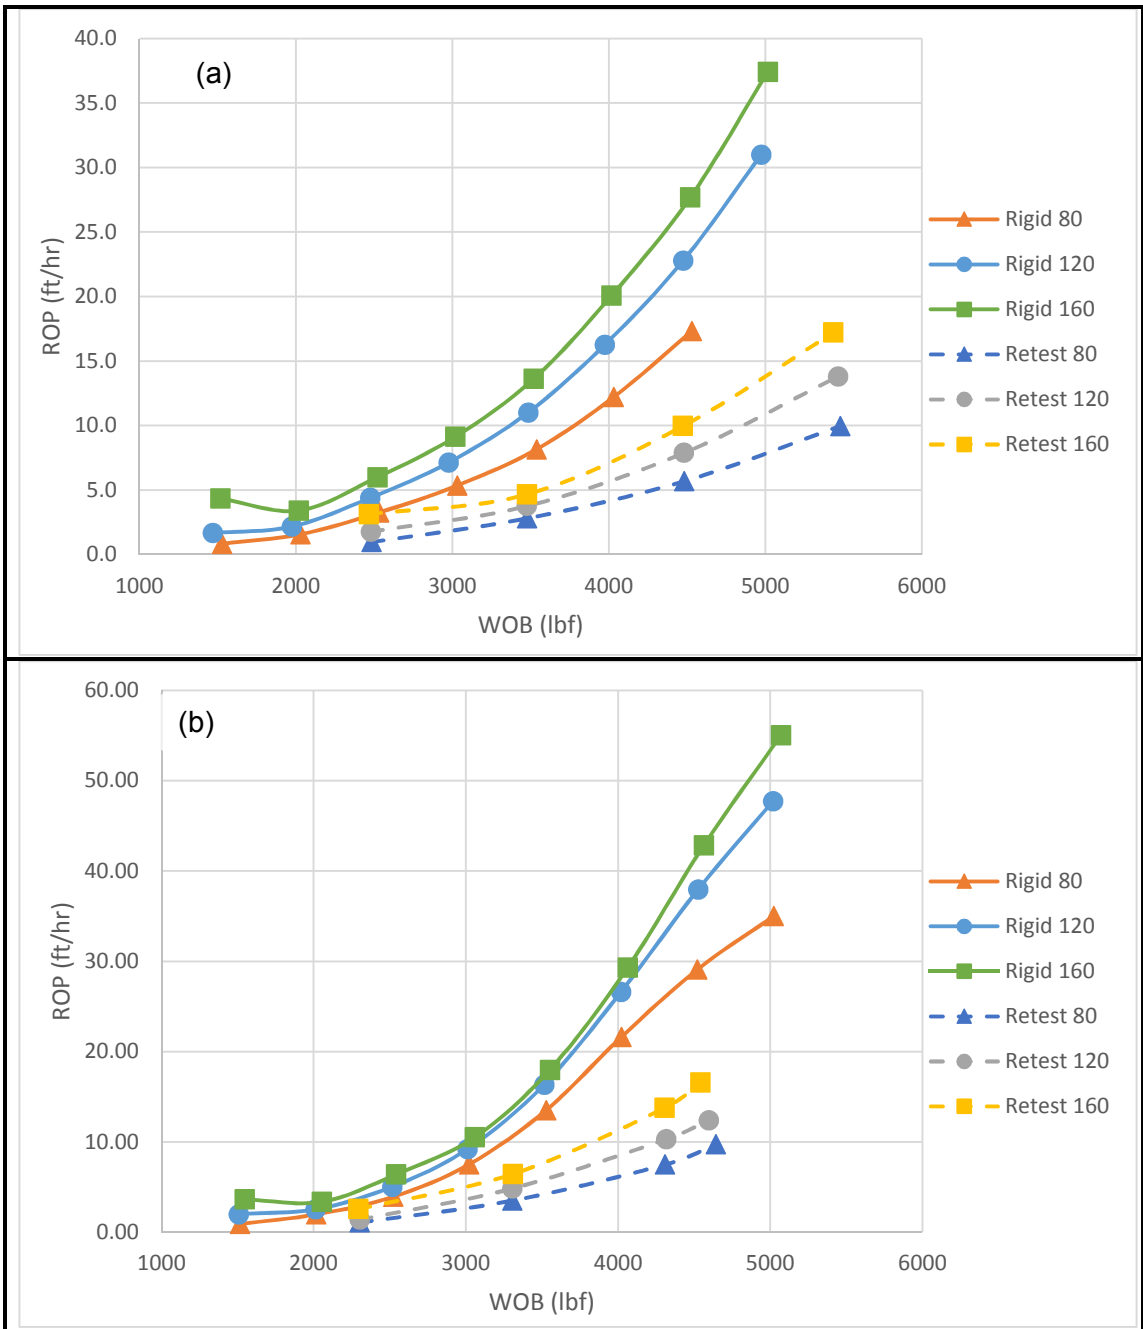 (a)
40.0
35.0
30.0
25.0
20.0
15.0
10.0
5.0
0.0
ROP (ft/hr)
1000 2000 3000 4000 5000 6000
WOB (lbf)
Rigid 80
Rigid 120
Rigid 160
Retest 80
Retest 120
Retest 160
(b)
60.00
50.00
40.00
30.00
20.00
10.00
0.00
ROP (ft/hr)
1000 2000 3000 4000 5000 6000
WOB (lbf)
Rigid 80
Rigid 120
Rigid 160
Retest 80
Retest 120
Retest 160